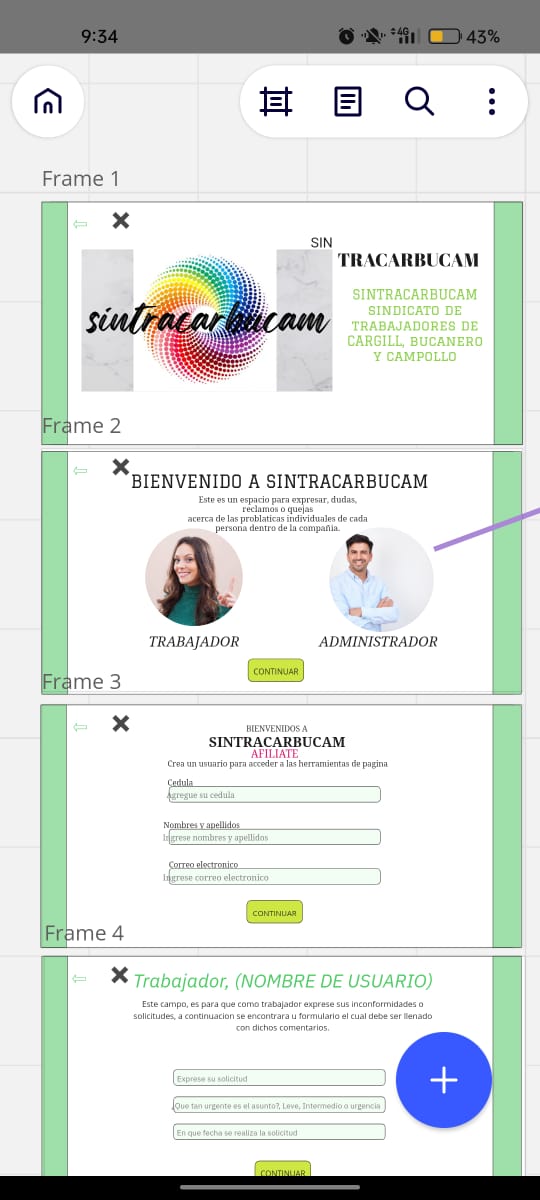 9:34
4G
43%
Frame 1
SIN
TRACARBUCAM
sintracarbucam
SINTRACARBUCAM
SINDICATO DE
TRABAJADORES DE
CARGILL, BUCANERO
Y CAMPOLLO
Frame 2
BIENVENIDO A SINTRACARBUCAM
Este es un espacio para expresar, dudas,
reclamos o quejas
acerca de las problaticas individuales de cada
persona dentro de la compañia.
TRABAJADOR
ADMINISTRADOR
CONTINUAR
Frame 3
BIENVENIDOS A
SINTRACARBUCAM
AFILIATE
Crea un usuario para acceder a las herramientas de pagina
Cedula
Agregue su cedula
Nombres y apellidos
Ingrese nombres y apellidos
Correo electronico
Ingrese correo electronico
CONTINUAR
Frame 4
Trabajador, (NOMBRE DE USUARIO)
Este campo, es para que como trabajador exprese sus inconformidades o
solicitudes, a continuacion se encontrara u formulario el cual debe ser llenado
con dichos comentarios.
Exprese su solicitud
¿Que tan urgente es el asunto?, Leve, Intermedio o urgencia
En que fecha se realiza la solicitud
CONTINUAR